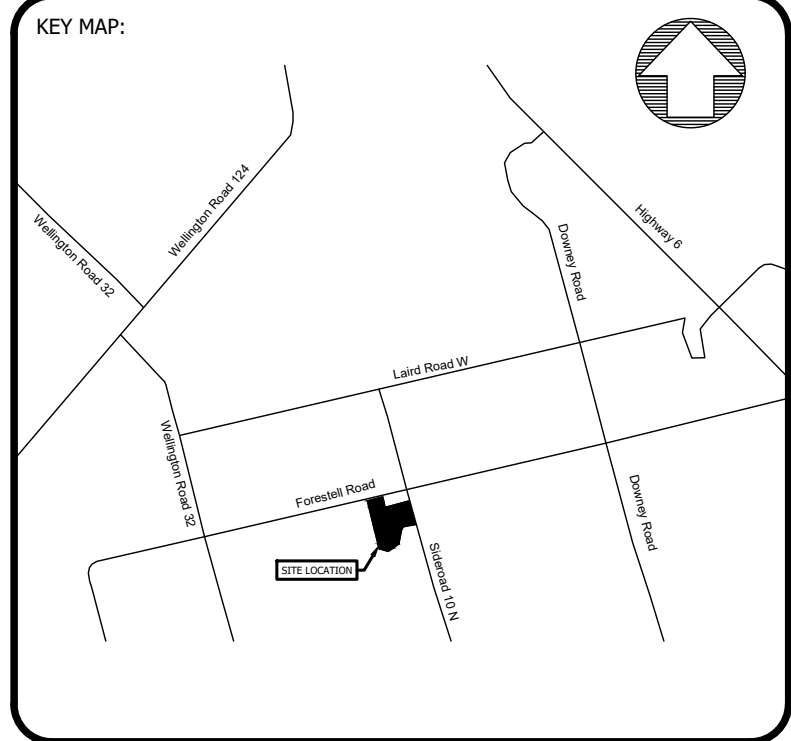 KEY MAP:
Wellington Road 124
Wellington Road 32
Highway 6
Downey Road
Laird Road W
Wellington Road 32
Forestell Road
Downey Road
Sideroad 10 N
SITE LOCATION